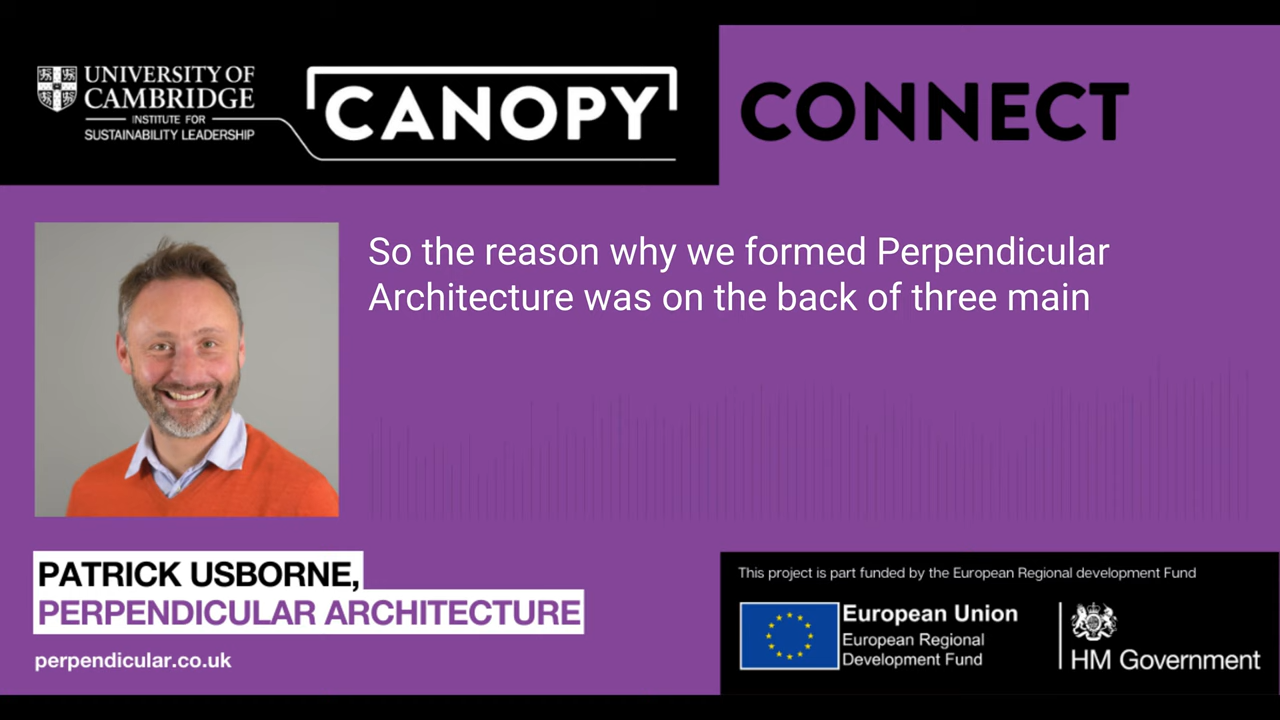 UNIVERSITY OF
CAMBRIDGE
INSTITUTE FOR
SUSTAINABILITY LEADERSHIP
CANOPY
CONNECT
So the reason why we formed Perpendicular
Architecture was on the back of three main
PATRICK USBORNE,
PERPENDICULAR ARCHITECTURE
perpendicular.co.uk
This project is part funded by the European Regional development Fund
European Union
European Regional
Development Fund
HM Government